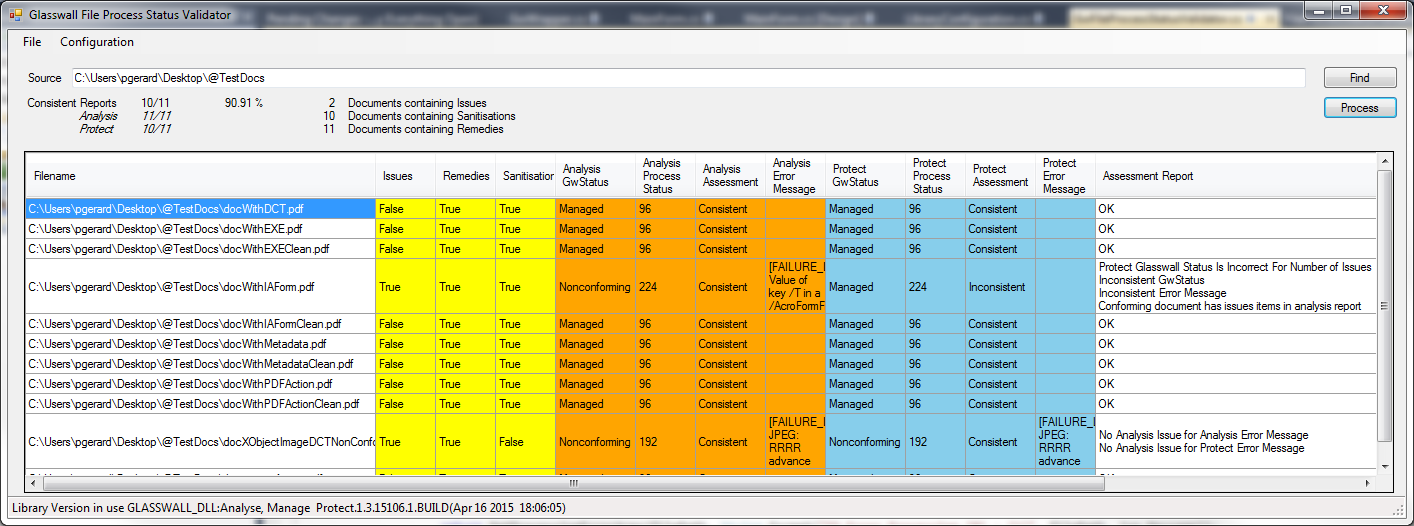 Glasswall File Process Status Validator
File Configuration
Source C:\Users\pgerard\Desktop\@TestDocs Find
Consistent Reports 10/11 90.91 % 2 Documents containing Issues Process
Analysis 11/11 10 Documents containing Sanitisations
Protect 10/11 11 Documents containing Remedies
Filename Issues Remedies Sanitisation Analysis GwStatus Analysis Process Status Analysis Assessment Analysis Error Message Protect GwStatus Protect Process Status Protect Assessment Protect Error Message Assessment Report
C:\Users\pgerard\Desktop\@TestDocs\docWithDCT.pdf False True True Managed 96 Consistent Managed 96 Consistent OK
C:\Users\pgerard\Desktop\@TestDocs\docWithEXE.pdf False True True Managed 96 Consistent Managed 96 Consistent OK
C:\Users\pgerard\Desktop\@TestDocs\docWithEXEClean.pdf False True True Managed 96 Consistent Managed 96 Consistent OK
C:\Users\pgerard\Desktop\@TestDocs\docWithIAForm.pdf True True True Nonconforming 224 Consistent [FAILURE_I Value of key /T in a /AcroFormF Managed 224 Inconsistent Protect Glasswall Status Is Incorrect For Number of Issues
Inconsistent GwStatus
Inconsistent Error Message
Conforming document has issues items in analysis report
C:\Users\pgerard\Desktop\@TestDocs\docWithIAFormClean.pdf False True True Managed 96 Consistent Managed 96 Consistent OK
C:\Users\pgerard\Desktop\@TestDocs\docWithMetadata.pdf False True True Managed 96 Consistent Managed 96 Consistent OK
C:\Users\pgerard\Desktop\@TestDocs\docWithMetadataClean.pdf False True True Managed 96 Consistent Managed 96 Consistent OK
C:\Users\pgerard\Desktop\@TestDocs\docWithPDFAction.pdf False True True Managed 96 Consistent Managed 96 Consistent OK
C:\Users\pgerard\Desktop\@TestDocs\docWithPDFActionClean.pdf False True True Managed 96 Consistent Managed 96 Consistent OK
C:\Users\pgerard\Desktop\@TestDocs\docXObjectImageDCTNonConfo True True False Nonconforming 192 Consistent [FAILURE_I JPEG: RRRR advance Nonconforming 192 Consistent [FAILURE_I JPEG: RRRR advance No Analysis Issue for Analysis Error Message
No Analysis Issue for Protect Error Message
Library Version in use GLASSWALL_DLL:Analyse, Manage Protect.1.3.15106.1.BUILD(Apr 16 2015 18:06:05)